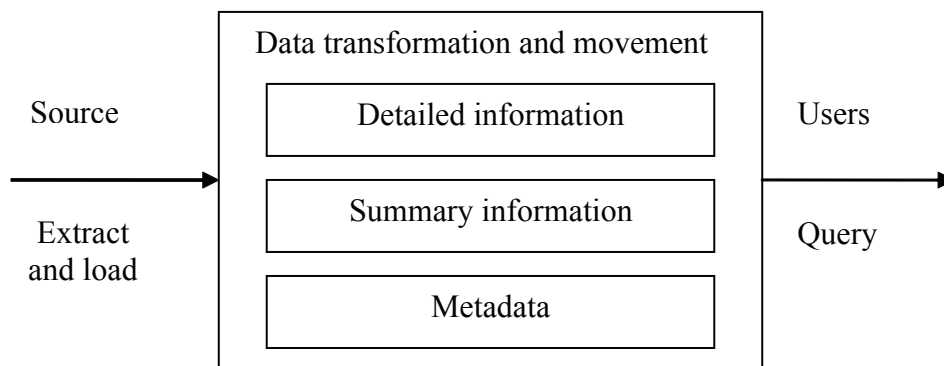 Data transformation and movement
Source
Detailed information
Users
Summary information
Extract
and load
Query
Metadata